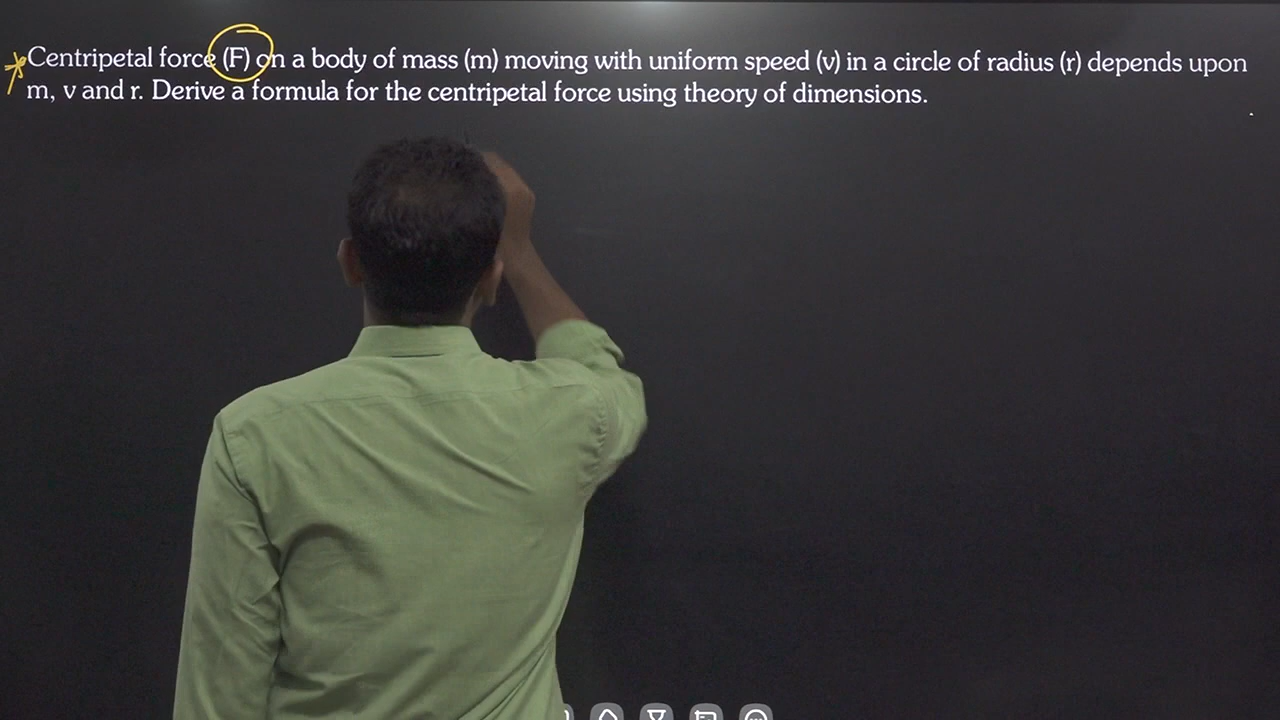 Centripetal force (F) on a body of mass (m) moving with uniform speed (v) in a circle of radius (r) depends upon
m, v and r. Derive a formula for the centripetal force using theory of dimensions.